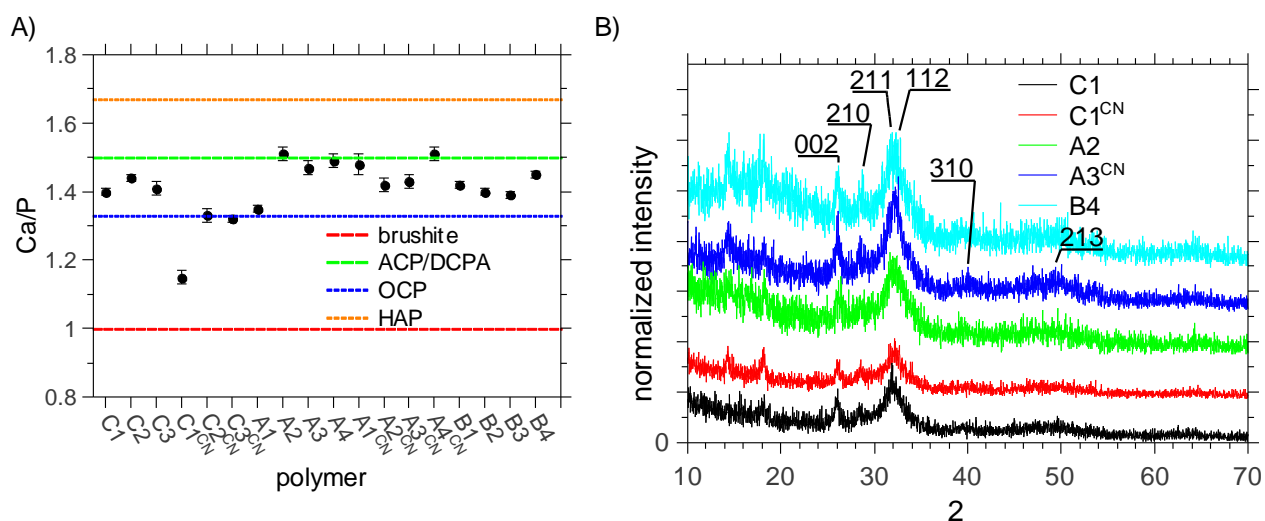 A)
Ca/P
1.8
1.6
1.4
1.2
1
0.8
brushite
ACP/DCPA
OCP
HAP
C1
C2
C3
C1CN
C2CN
C3CN
A1
A2
A3
A4
A1CN
A2CN
A3CN
A4CN
B1
B2
B3
B4
polymer
B)
normalized intensity
0
002
210
211
112
310
213
C1
C1CN
A2
A3CN
B4
10 20 30 40 50 60 70
2